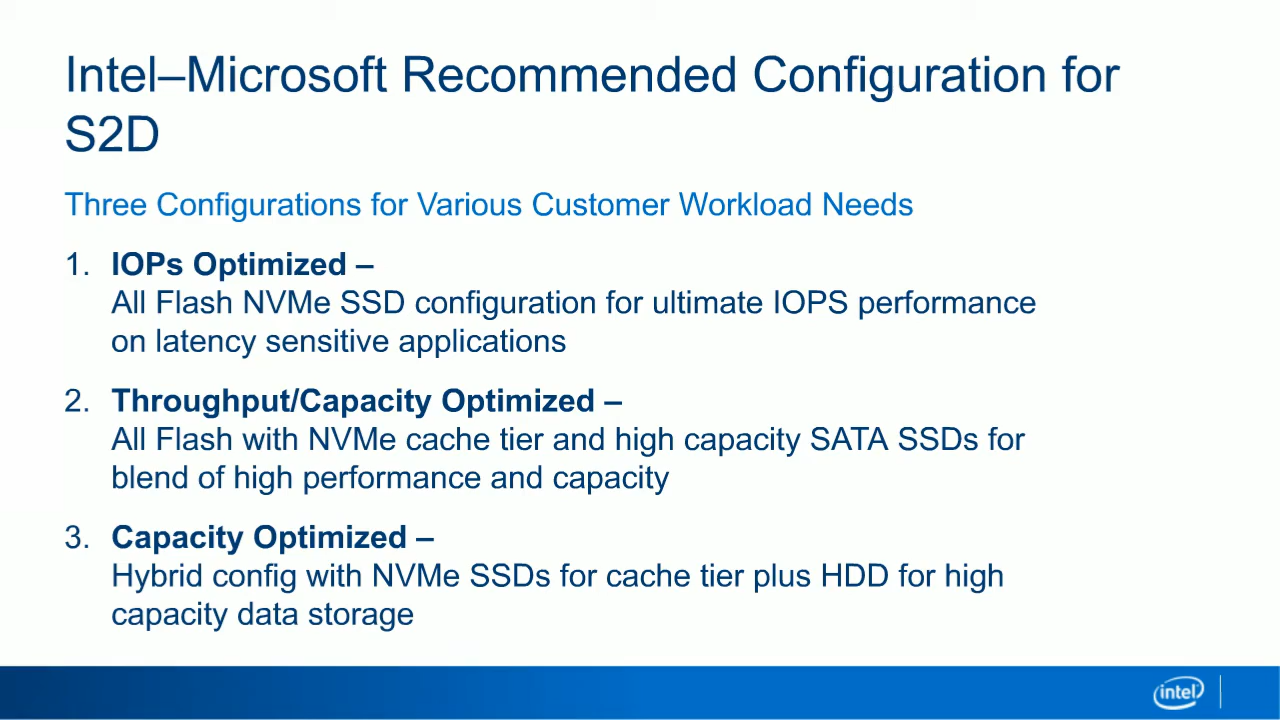 Intel–Microsoft Recommended Configuration for
S2D
Three Configurations for Various Customer Workload Needs
1. IOPs Optimized –
All Flash NVMe SSD configuration for ultimate IOPS performance
on latency sensitive applications
2. Throughput/Capacity Optimized –
All Flash with NVMe cache tier and high capacity SATA SSDs for
blend of high performance and capacity
3. Capacity Optimized –
Hybrid config with NVMe SSDs for cache tier plus HDD for high
capacity data storage
intel